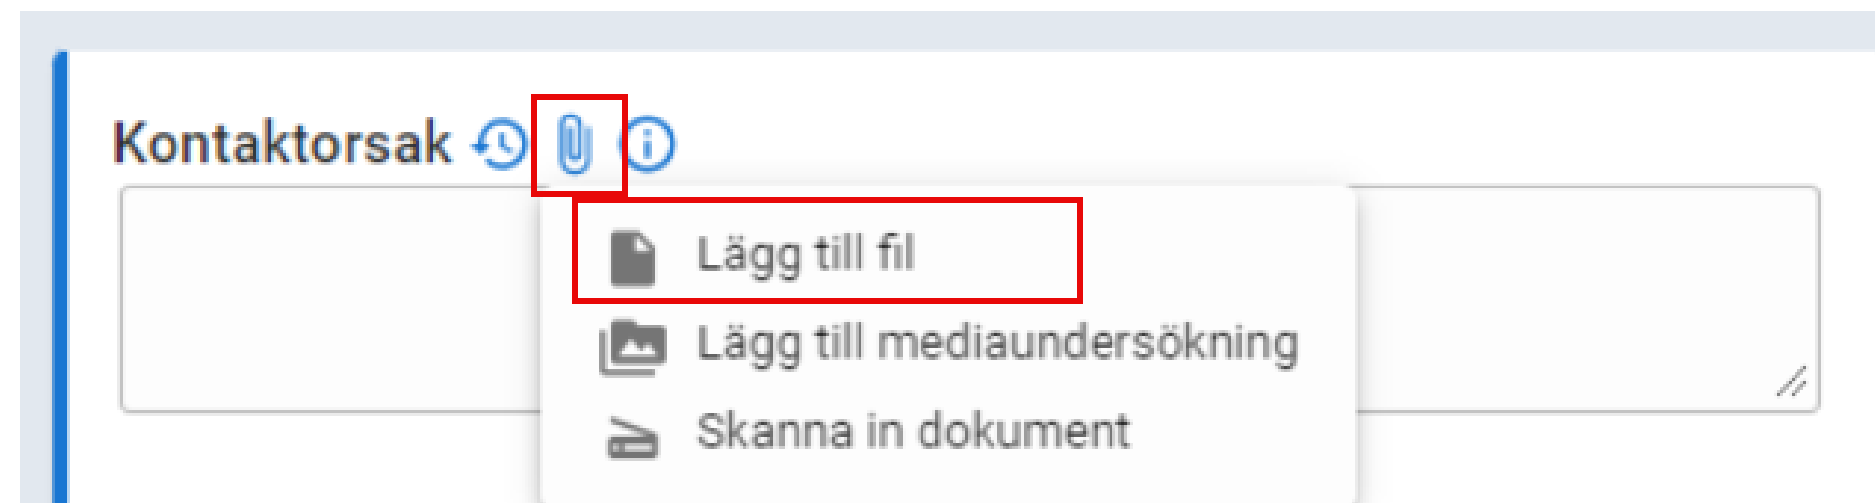 Kontaktorsak
Lägg till fil
Lägg till mediaundersökning
Skanna in dokument